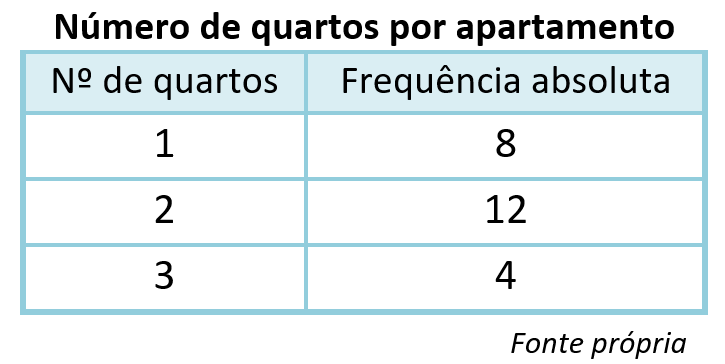 Número de quartos por apartamento
Nº de quartos Frequência absoluta
1 8
2 12
3 4
Fonte própria